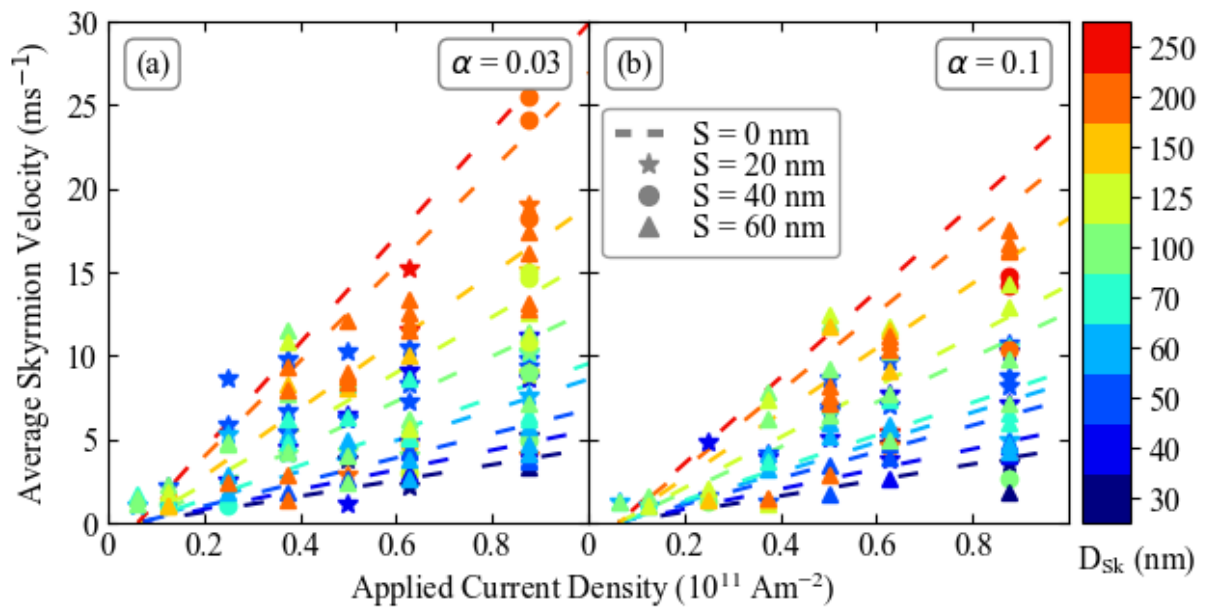 30
25
20
15
10
5
0
Average Skyrmion Velocity (ms⁻¹)
(a)
α = 0.03
(b)
α = 0.1
S = 0 nm
S = 20 nm
S = 40 nm
S = 60 nm
0 0.2 0.4 0.6 0.8 0 0.2 0.4 0.6 0.8
Applied Current Density (10¹¹ Am⁻²)
250
200
150
125
100
70
60
50
40
30
D_Sk (nm)